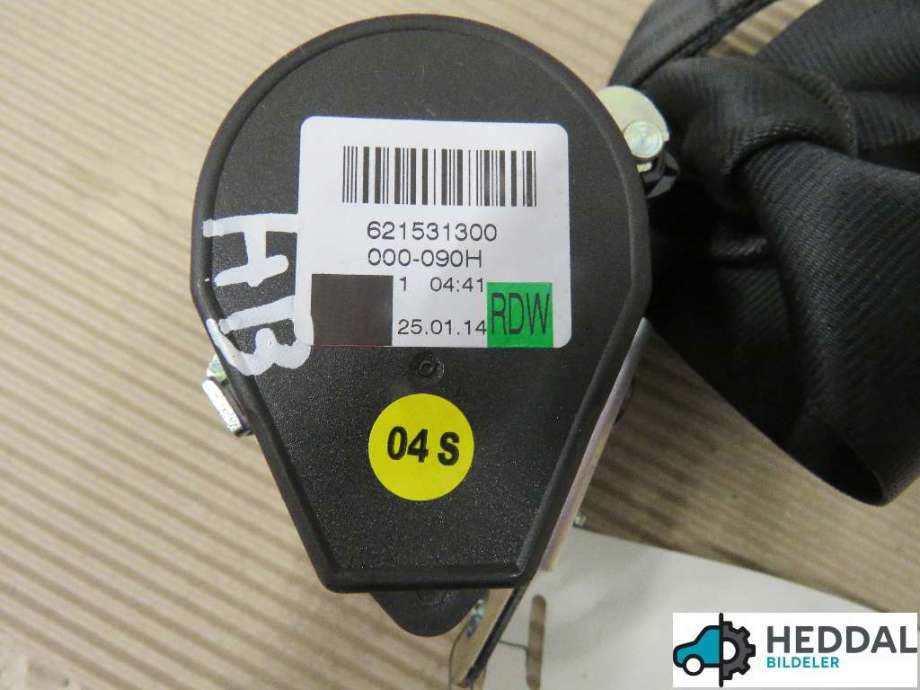 621531300
000-090H
1 04:41
25.01.14
RDW
HB
04 S
HEDDAL
BILDELER